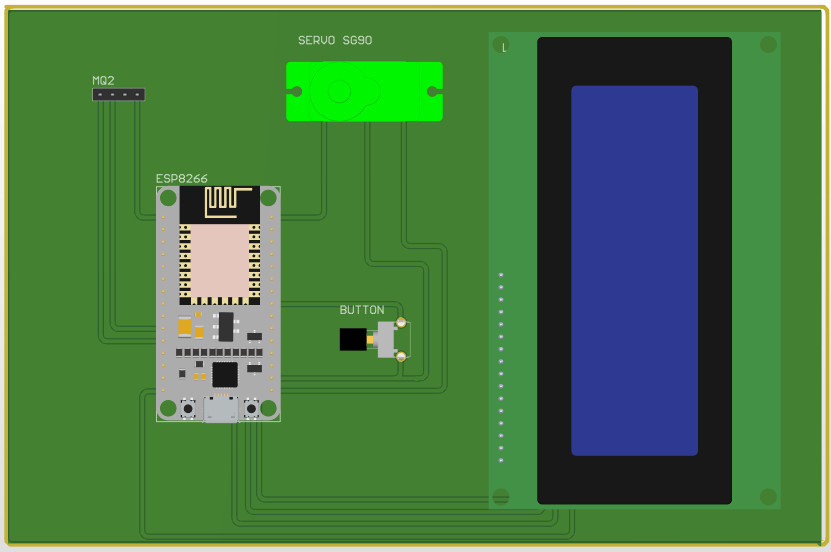 SERVO SG90
L
MQ2
ESP8266
BUTTON